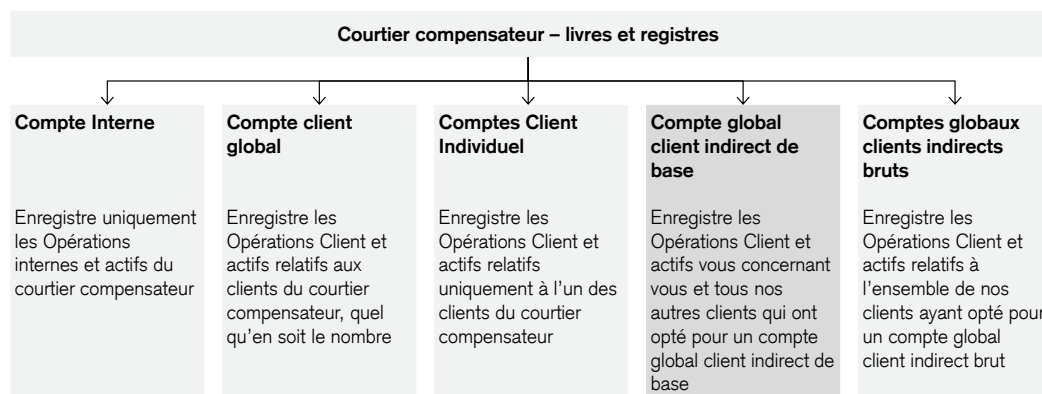 Courtier compensateur – livres et registres
Compte Interne
Enregistre uniquement
les Opérations
internes et actifs du
courtier compensateur
Compte client
global
Enregistre les
Opérations Client et
actifs relatifs aux
clients du courtier
compensateur, quel
qu’en soit le nombre
Comptes Client
Individuel
Enregistre les
Opérations Client et
actifs relatifs
uniquement à l’un des
clients du courtier
compensateur
Compte global
client indirect de
base
Enregistre les
Opérations Client et
actifs vous concernant
vous et tous nos
autres clients qui ont
opté pour un compte
global client indirect de
base
Comptes globaux
clients indirects
bruts
Enregistre les
Opérations Client et
actifs relatifs à
l’ensemble de nos
clients ayant opté pour
un compte global
client indirect brut